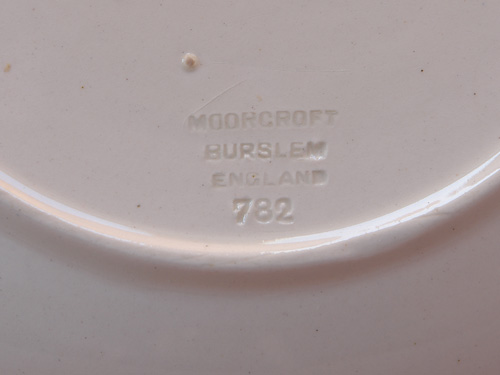 MOORCROFT
BURSLEM
ENGLAND
782